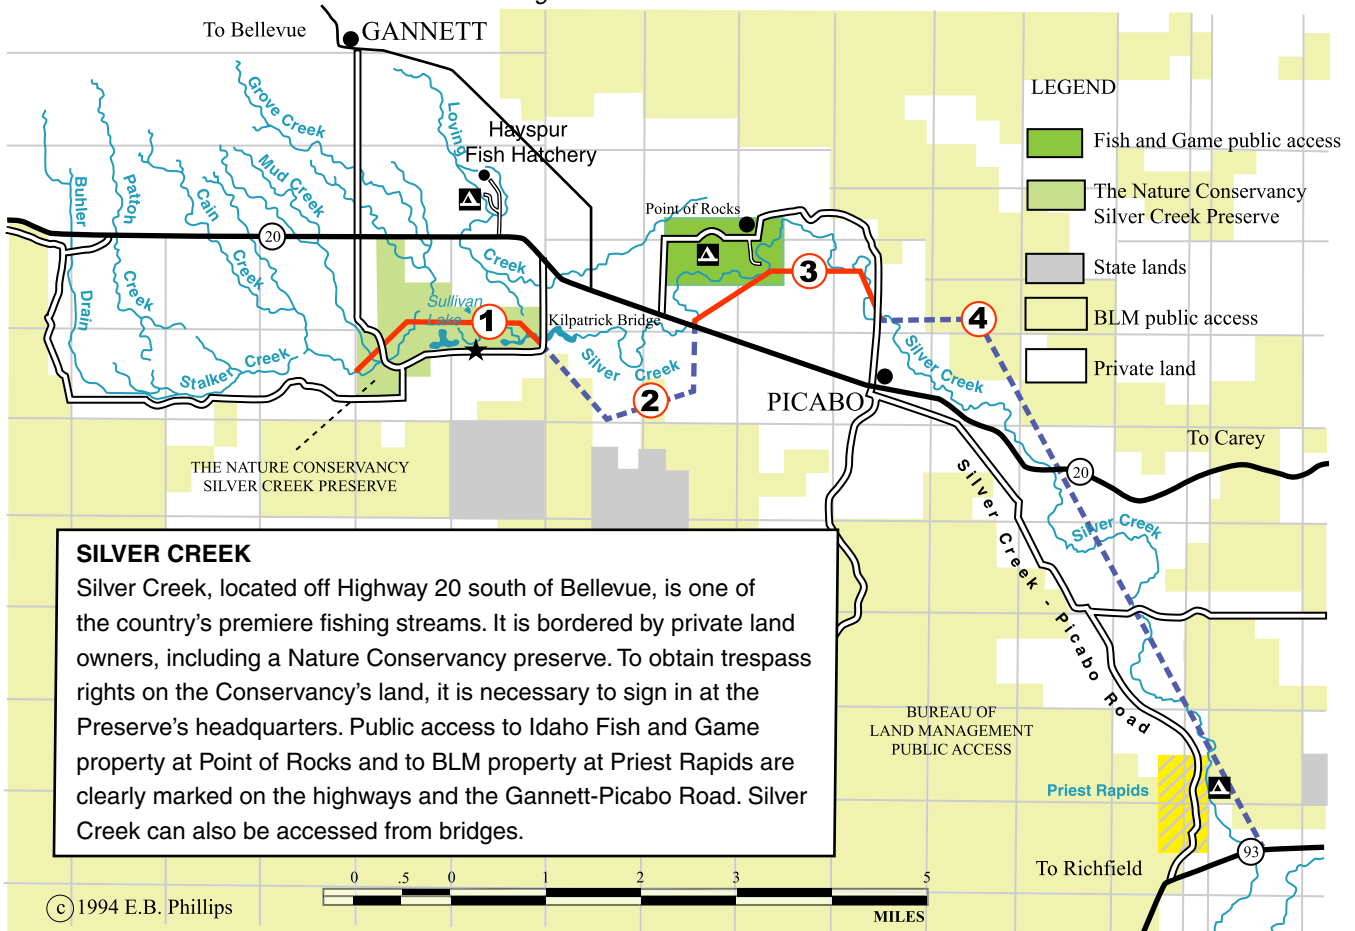 To Bellevue
GANNETT
LEGEND
Fish and Game public access
The Nature Conservancy
Silver Creek Preserve
State lands
BLM public access
Private land
Grove Creek
Loving
Creek
Hayspur
Fish Hatchery
Mud Creek
Buhler
Drain
Patton
Creek
Cain
Creek
20
Point of Rocks
Sullivan
Lake
1
Kilpatrick Bridge
3
4
Stalker Creek
Silver Creek
2
Silver Creek
PICABO
To Carey
20
THE NATURE CONSERVANCY
SILVER CREEK PRESERVE
Silver Creek - Picabo Road
Silver Creek
SILVER CREEK
Silver Creek, located off Highway 20 south of Bellevue, is one of
the country's premiere fishing streams. It is bordered by private land
owners, including a Nature Conservancy preserve. To obtain trespass
rights on the Conservancy's land, it is necessary to sign in at the
Preserve's headquarters. Public access to Idaho Fish and Game
property at Point of Rocks and to BLM property at Priest Rapids are
clearly marked on the highways and the Gannett-Picabo Road. Silver
Creek can also be accessed from bridges.
BUREAU OF
LAND MANAGEMENT
PUBLIC ACCESS
Priest Rapids
93
To Richfield
0 .5 0 1 2 3 5
MILES
c 1994 E.B. Phillips